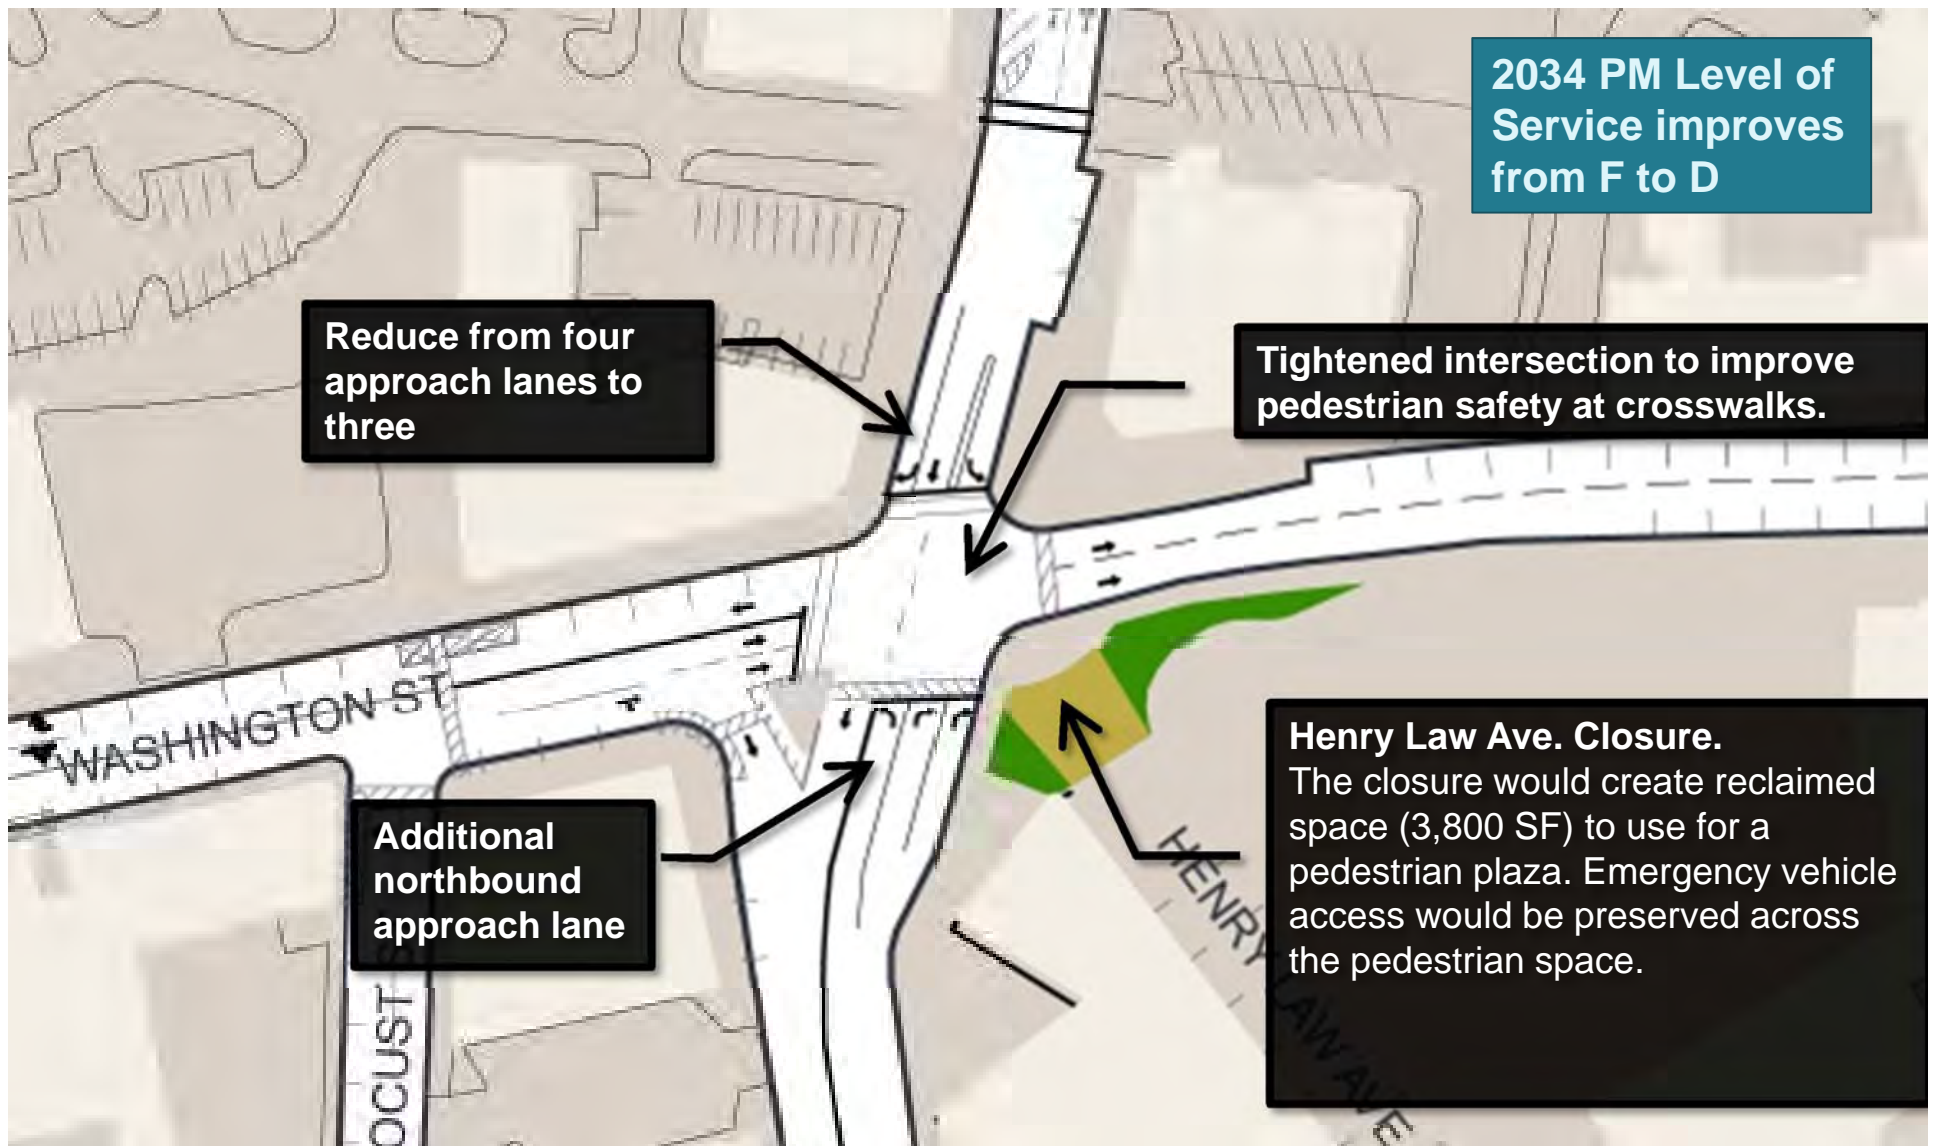 2034 PM Level of
Service improves
from F to D
Reduce from four
approach lanes to
three
Tightened intersection to improve
pedestrian safety at crosswalks.
WASHINGTON ST
Henry Law Ave. Closure.
The closure would create reclaimed
space (3,800 SF) to use for a
pedestrian plaza. Emergency vehicle
access would be preserved across
the pedestrian space.
Additional
northbound
approach lane
HENRY LAW AVE
OCUST S